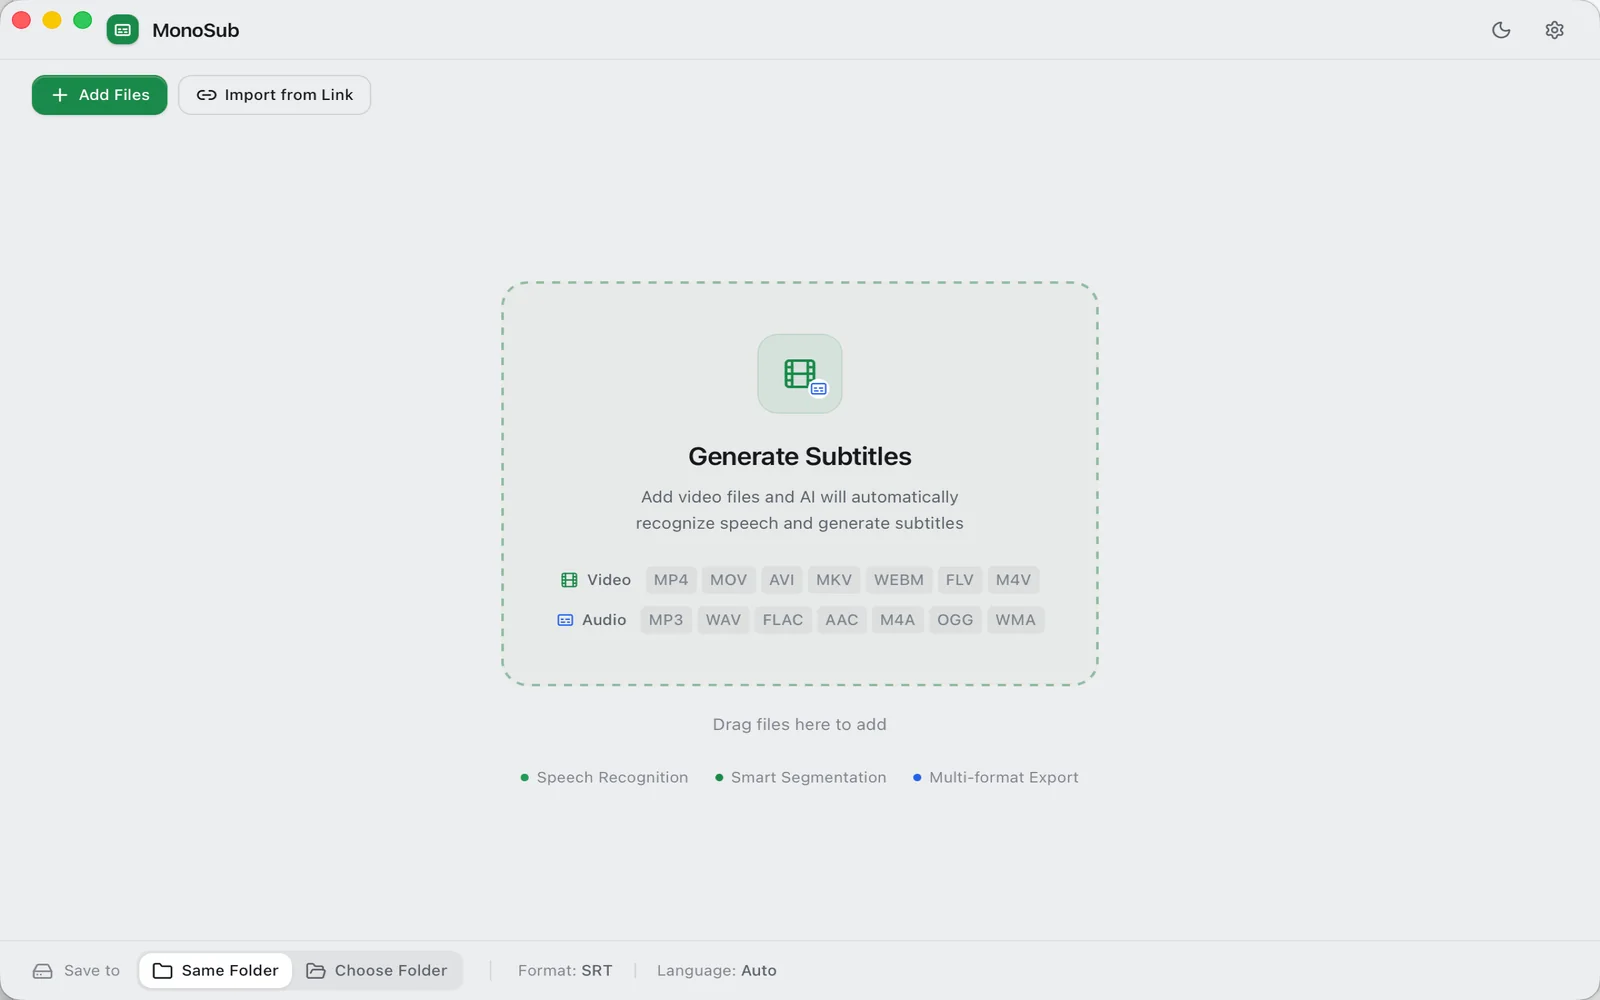 MonoSub
Add Files
Import from Link
Generate Subtitles
Add video files and AI will automatically
recognize speech and generate subtitles
Video MP4 MOV AVI MKV WEBM FLV M4V
Audio MP3 WAV FLAC AAC M4A OGG WMA
Drag files here to add
Speech Recognition Smart Segmentation Multi-format Export
Save to Same Folder Choose Folder Format: SRT Language: Auto